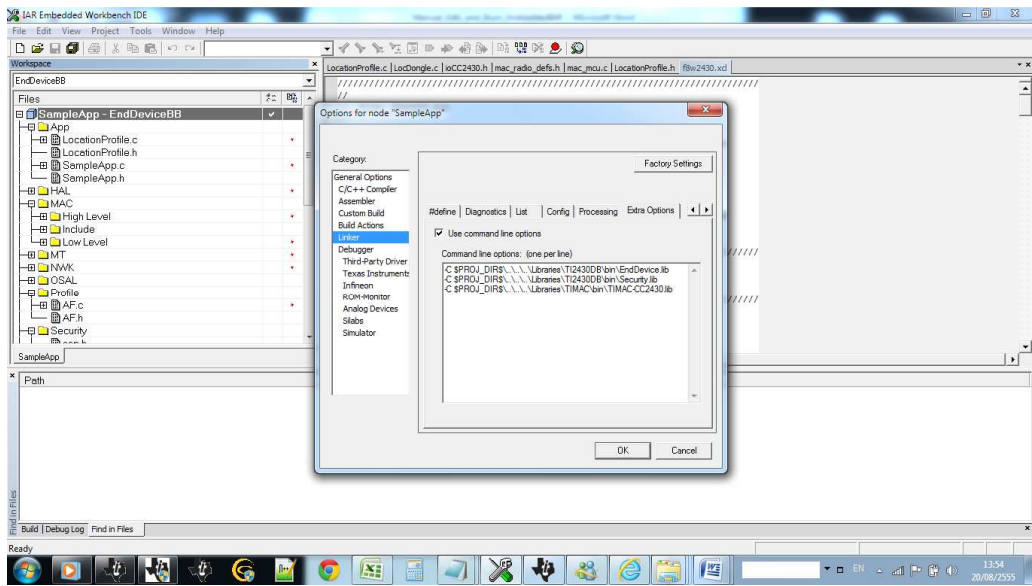 IAR Embedded Workbench IDE
File Edit View Project Tools Window Help
Workspace
EndDeviceBB
Files
SampleApp - EndDeviceBB
App
LocationProfile.c
LocationProfile.h
SampleApp.c
SampleApp.h
HAL
MAC
High Level
Include
Low Level
MT
NWK
OSAL
Profile
AF.c
AF.h
Security
SampleApp
LocationProfile.c | LocDongle.c | ioCC2430.h | mac_radio_defs.h | mac_mcu.c | LocationProfile.h | f8w2430.xcl
//
Options for node "SampleApp"
Category:
General Options
C/C++ Compiler
Assembler
Custom Build
Build Actions
Linker
Debugger
Third-Party Driver
Texas Instruments
Infineon
ROM-Monitor
Analog Devices
Silabs
Simulator
Factory Settings
#define | Diagnostics | List | Config | Processing | Extra Options
Use command line options
Command line options: (one per line)
-C $PROJ_DIR$\..\..\..\Libraries\TI2430DB\bin\EndDevice.lib
-C $PROJ_DIR$\..\..\..\Libraries\TI2430DB\bin\Security.lib
-C $PROJ_DIR$\..\..\..\Libraries\TIMAC\bin\TIMAC-CC2430.lib
OK Cancel
Path
Find in Files
Build | Debug Log | Find in Files
Ready
EN
13:54
20/08/2555